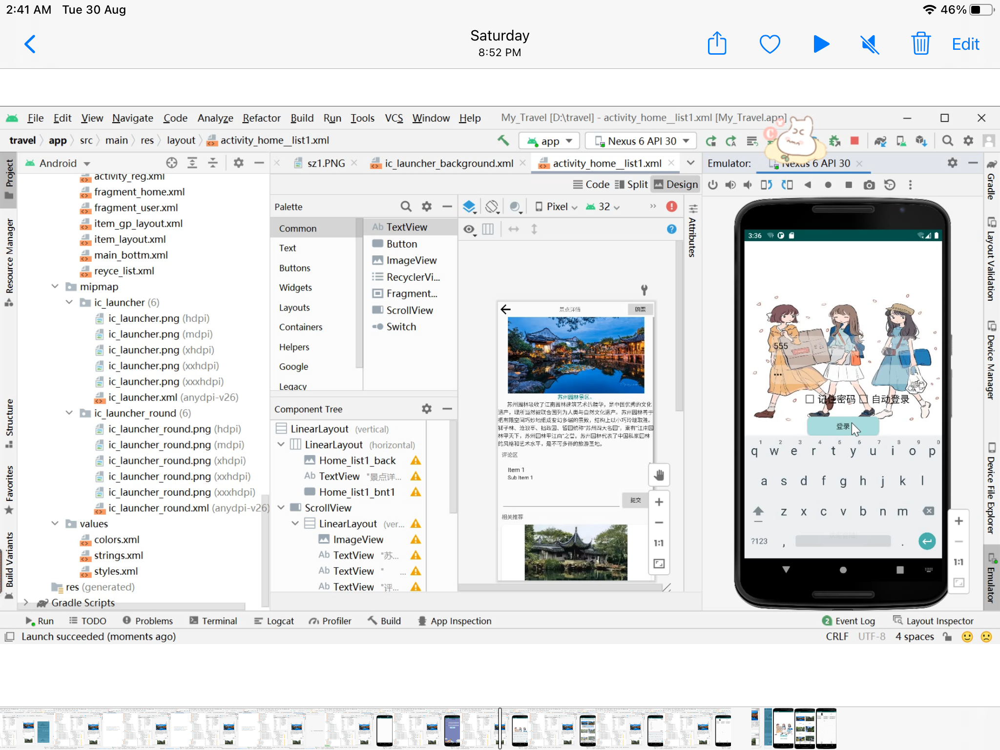 2:41 AM Tue 30 Aug
46%
Saturday
8:52 PM
Edit
File Edit View Navigate Code Analyze Refactor Build Run Tools VCS Window Help
My_Travel [D:\travel] - activity_home__list1.xml [My_Travel.app]
travel app src main res layout activity_home__list1.xml
app
Nexus 6 API 30
Android
sz1.PNG
ic_launcher_background.xml
activity_home__list1.xml
Emulator:
Nexus 6 API 30
Code
Split
Design
Project
Resource Manager
Structure
Favorites
Build Variants
activity_reg.xml
fragment_home.xml
fragment_user.xml
item_gp_layout.xml
item_layout.xml
main_bottm.xml
reyce_list.xml
mipmap
ic_launcher (6)
ic_launcher.png (hdpi)
ic_launcher.png (mdpi)
ic_launcher.png (xhdpi)
ic_launcher.png (xxhdpi)
ic_launcher.png (xxxhdpi)
ic_launcher.xml (anydpi-v26)
ic_launcher_round (6)
ic_launcher_round.png (hdpi)
ic_launcher_round.png (mdpi)
ic_launcher_round.png (xhdpi)
ic_launcher_round.png (xxhdpi)
ic_launcher_round.png (xxxhdpi)
ic_launcher_round.xml (anydpi-v26)
values
colors.xml
strings.xml
styles.xml
res (generated)
Gradle Scripts
Palette
Common
Text
Buttons
Widgets
Layouts
Containers
Helpers
Google
Legacy
Ab TextView
Button
ImageView
RecyclerVi...
Fragment...
ScrollView
Switch
Component Tree
LinearLayout (vertical)
LinearLayout (horizontal)
Home_list1_back
Ab TextView "景点详...
Home_list1_bnt1
ScrollView
LinearLayout (ver...
ImageView
Ab TextView "苏...
Ab TextView " ...
Ab TextView "评...
Pixel
32
Attributes
景点详情
购票
苏州园林景区。
苏州园林吸收了江南园林建筑艺术的精华，是中国优秀的文化
遗产，理所当然被联合国列为人类与自然文化遗产。苏州园林善于
把有限空间巧妙地组成变幻多端的景致，结构上以小巧玲珑取胜。
狮子林、沧浪亭、拙政园、留园统称"苏州四大名园"，素有"江南园
林甲天下，苏州园林甲江南"之誉。苏州园林代表了中国私家园林
的风格和艺术水平，是不可多得的旅游圣地。
评论区
Item 1
Sub Item 1
提交
相关推荐
1:1
3:36
555
•••
记住密码
自动登录
登录
1 2 3 4 5 6 7 8 9 0
q w e r t y u i o p
a s d f g h j k l
z x c v b n m
?123 , .
1:1
Gradle
Layout Validation
Device Manager
Device File Explorer
Emulator
Run
TODO
Problems
Terminal
Logcat
Profiler
Build
App Inspection
2 Event Log
Layout Inspector
Launch succeeded (moments ago)
CRLF UTF-8 4 spaces